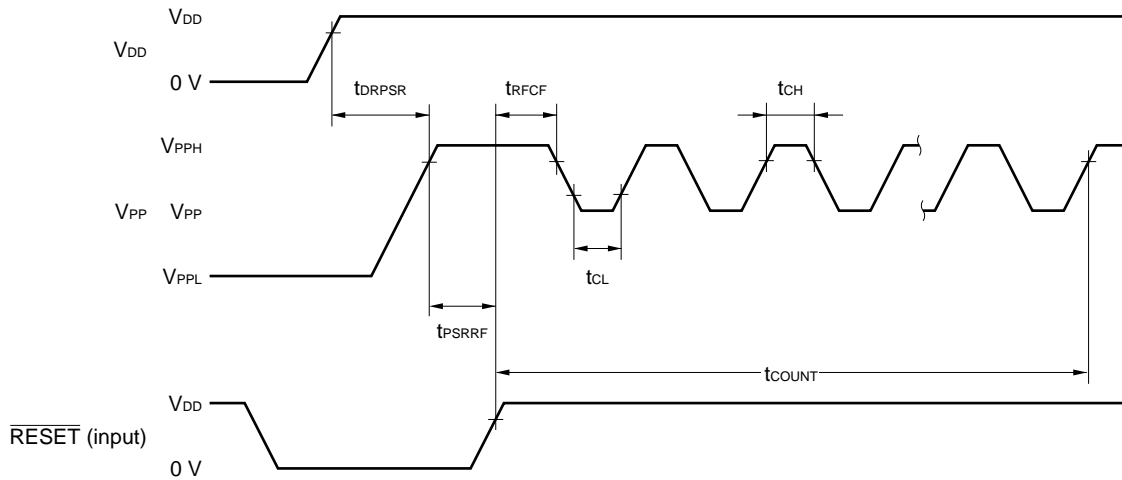 VDD
VDD
0 V
tDRPSR
tRFCF
tCH
VPPH
VPP VPP
VPPL
tCL
tPSRRF
tCOUNT
VDD
RESET (input)
0 V